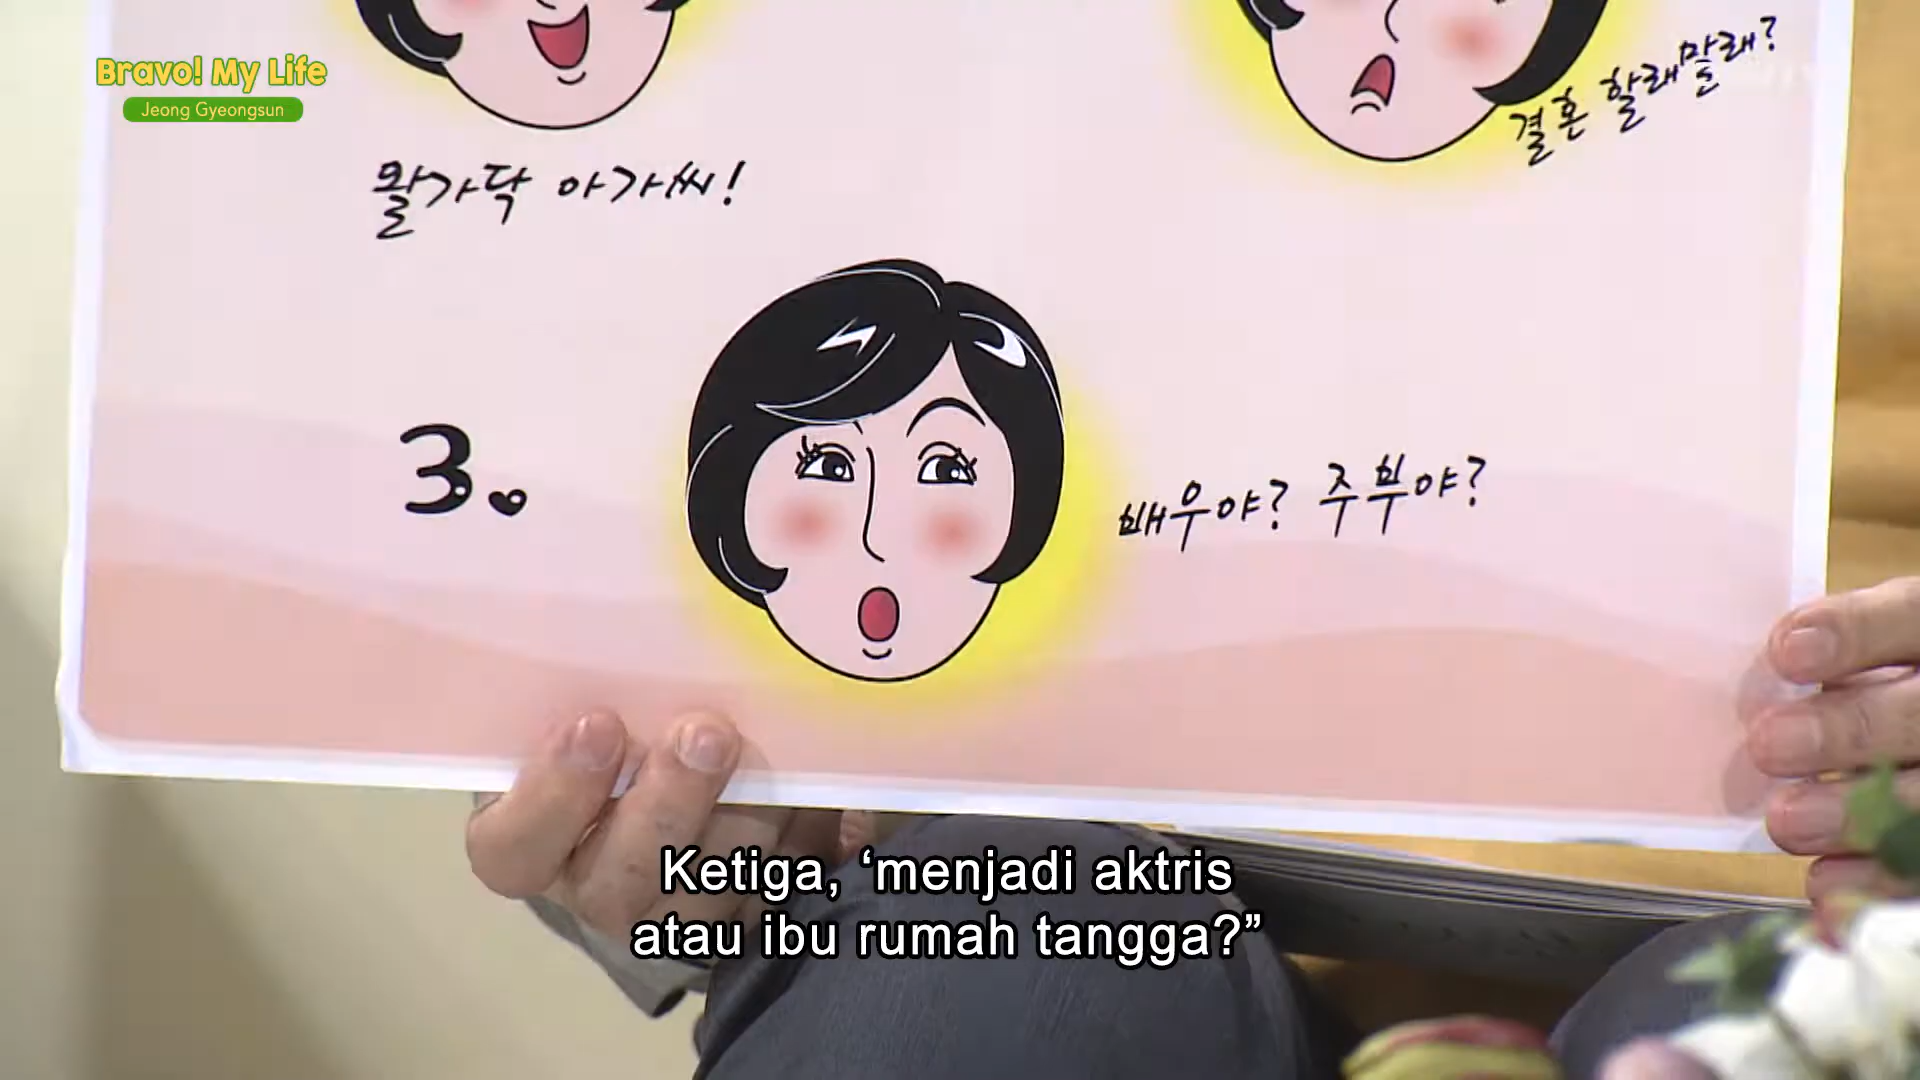 Bravo! My Life
Jeong Gyeongsun
결혼 할래말래?
왈가닥 아가씨!
3.
배우야? 주부야?
Ketiga, ‘menjadi aktris
atau ibu rumah tangga?”